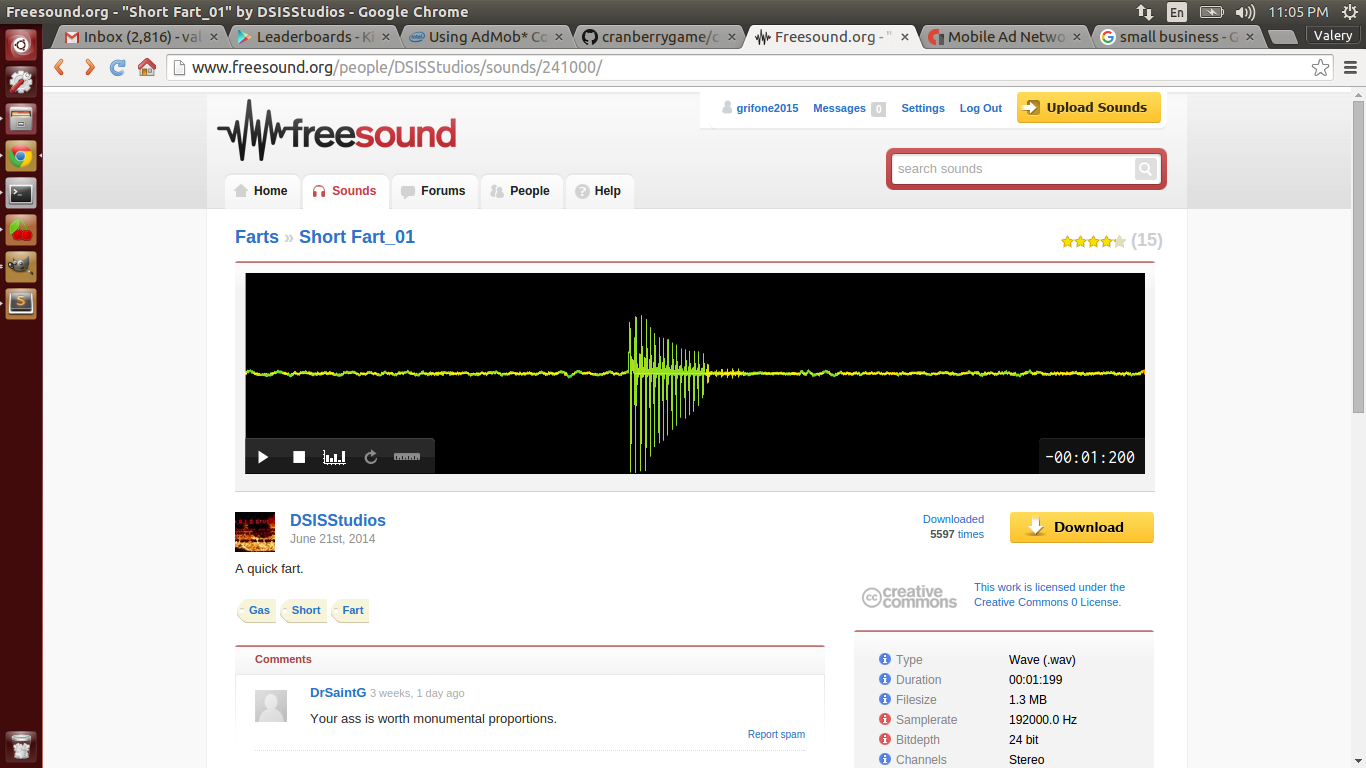 Freesound.org - "Short Fart_01" by DSISStudios - Google Chrome
En
11:05 PM
Inbox (2,816) - val
Leaderboards - Ki
Using AdMob* Co
cranberrygame/c
Freesound.org - "
Mobile Ad Netwo
small business - G
Valery
www.freesound.org/people/DSISStudios/sounds/241000/
grifone2015
Messages 0
Settings
Log Out
Upload Sounds
freesound
search sounds
Home
Sounds
Forums
People
Help
Farts » Short Fart_01
(15)
-00:01:200
DSISStudios
June 21st, 2014
Downloaded
5597 times
Download
A quick fart.
creative
commons
This work is licensed under the
Creative Commons 0 License.
Gas
Short
Fart
Comments
DrSaintG 3 weeks, 1 day ago
Your ass is worth monumental proportions.
Report spam
Type Wave (.wav)
Duration 00:01:199
Filesize 1.3 MB
Samplerate 192000.0 Hz
Bitdepth 24 bit
Channels Stereo